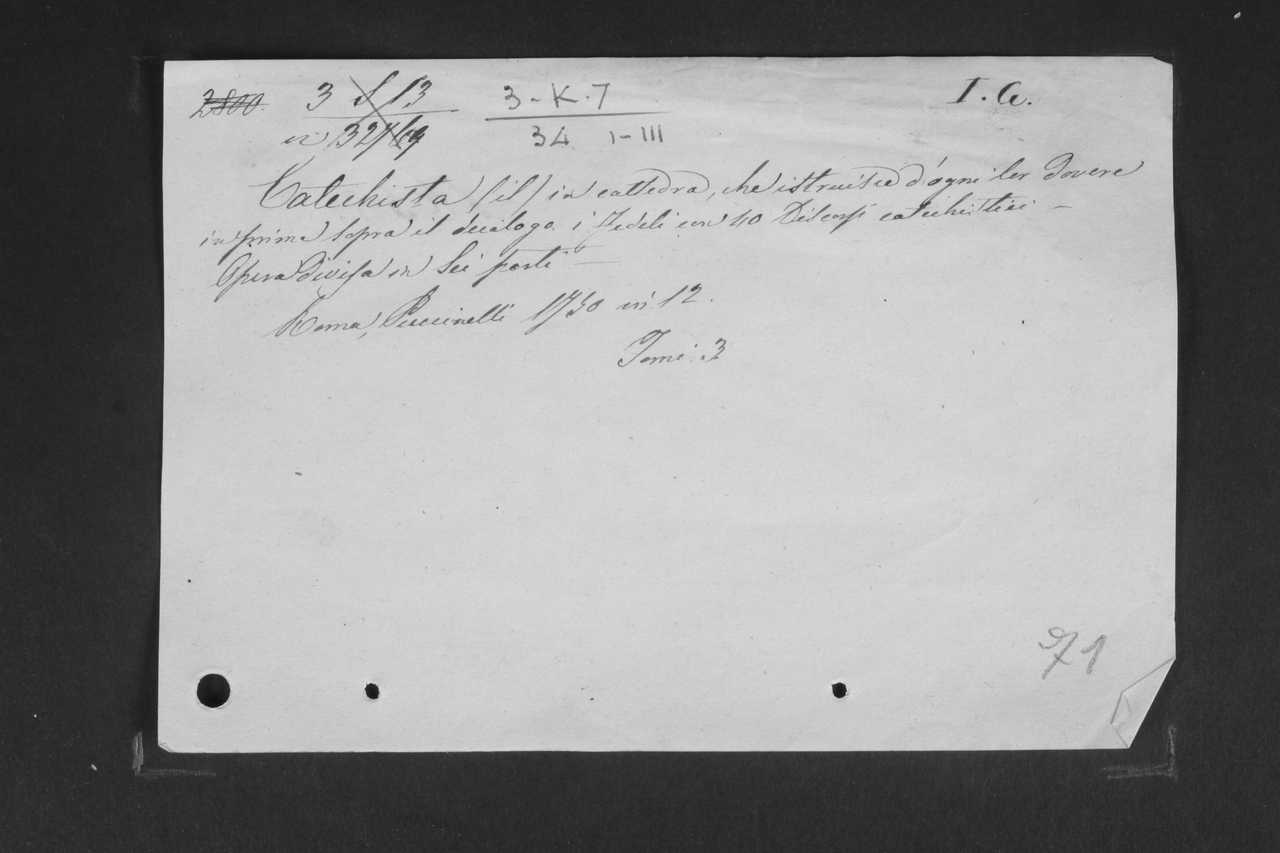 2800. 3 S 13 3-K.7 I. G.
in 32 34 I-III
Catechista (il) in cattedra, che istruisce d'ogni lor Dovere
in prima sopra il decalogo i Fedeli con 40 Discorsi catechistici -
Opera Divisa in Sei parti -
Roma, Puccinelli 1750 in 12.
Tomi: 3
71